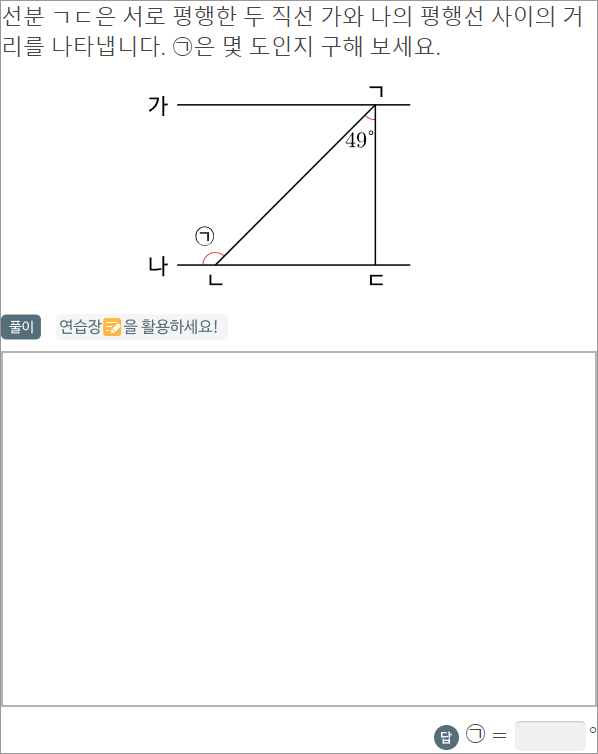 선분 ㄱㄷ은 서로 평행한 두 직선 가와 나의 평행선 사이의 거
리를 나타냅니다. ㉠은 몇 도인지 구해 보세요.
가
ㄱ
49°
㉠
나
ㄴ
ㄷ
풀이 연습장을 활용하세요!
답 ㉠ = °